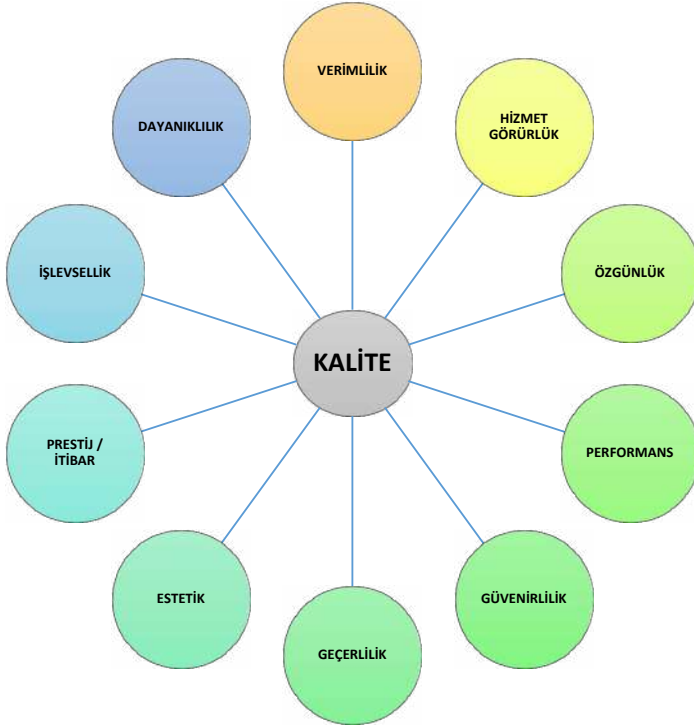 VERİMLİLİK
HİZMET
GÖRÜRLÜK
ÖZGÜNLÜK
PERFORMANS
GÜVENİRLİLİK
GEÇERLİLİK
ESTETİK
PRESTİJ /
İTİBAR
İŞLEVSELLİK
DAYANIKLILIK
KALİTE